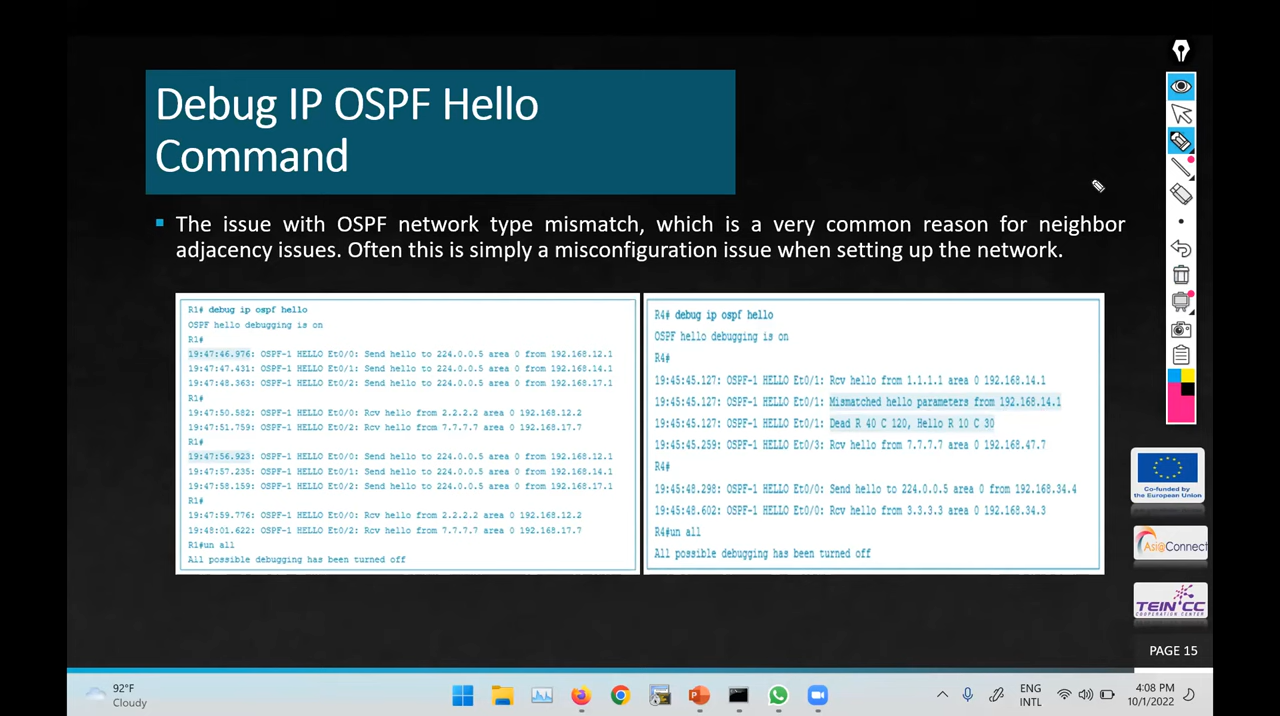 Debug IP OSPF Hello
Command
The issue with OSPF network type mismatch, which is a very common reason for neighbor
adjacency issues. Often this is simply a misconfiguration issue when setting up the network.
R1# debug ip ospf hello
OSPF hello debugging is on
R1#
19:47:46.976: OSPF-1 HELLO Et0/0: Send hello to 224.0.0.5 area 0 from 192.168.12.1
19:47:47.431: OSPF-1 HELLO Et0/1: Send hello to 224.0.0.5 area 0 from 192.168.14.1
19:47:48.363: OSPF-1 HELLO Et0/2: Send hello to 224.0.0.5 area 0 from 192.168.17.1
R1#
19:47:50.582: OSPF-1 HELLO Et0/0: Rcv hello from 2.2.2.2 area 0 192.168.12.2
19:47:51.759: OSPF-1 HELLO Et0/2: Rcv hello from 7.7.7.7 area 0 192.168.17.7
R1#
19:47:56.923: OSPF-1 HELLO Et0/0: Send hello to 224.0.0.5 area 0 from 192.168.12.1
19:47:57.235: OSPF-1 HELLO Et0/1: Send hello to 224.0.0.5 area 0 from 192.168.14.1
19:47:58.159: OSPF-1 HELLO Et0/2: Send hello to 224.0.0.5 area 0 from 192.168.17.1
R1#
19:47:59.776: OSPF-1 HELLO Et0/0: Rcv hello from 2.2.2.2 area 0 192.168.12.2
19:48:01.622: OSPF-1 HELLO Et0/2: Rcv hello from 7.7.7.7 area 0 192.168.17.7
R1#un all
All possible debugging has been turned off
R4# debug ip ospf hello
OSPF hello debugging is on
R4#
19:45:45.127: OSPF-1 HELLO Et0/1: Rcv hello from 1.1.1.1 area 0 192.168.14.1
19:45:45.127: OSPF-1 HELLO Et0/1: Mismatched hello parameters from 192.168.14.1
19:45:45.127: OSPF-1 HELLO Et0/1: Dead R 40 C 120, Hello R 10 C 30
19:45:45.259: OSPF-1 HELLO Et0/3: Rcv hello from 7.7.7.7 area 0 192.168.47.7
R4#
19:45:48.298: OSPF-1 HELLO Et0/0: Send hello to 224.0.0.5 area 0 from 192.168.34.4
19:45:48.602: OSPF-1 HELLO Et0/0: Rcv hello from 3.3.3.3 area 0 192.168.34.3
R4#un all
All possible debugging has been turned off
Co-funded by
the European Union
Asi@Connect
TEIN*CC
COOPERATION CENTER
PAGE 15
92°F
Cloudy
ENG
INTL
4:08 PM
10/1/2022